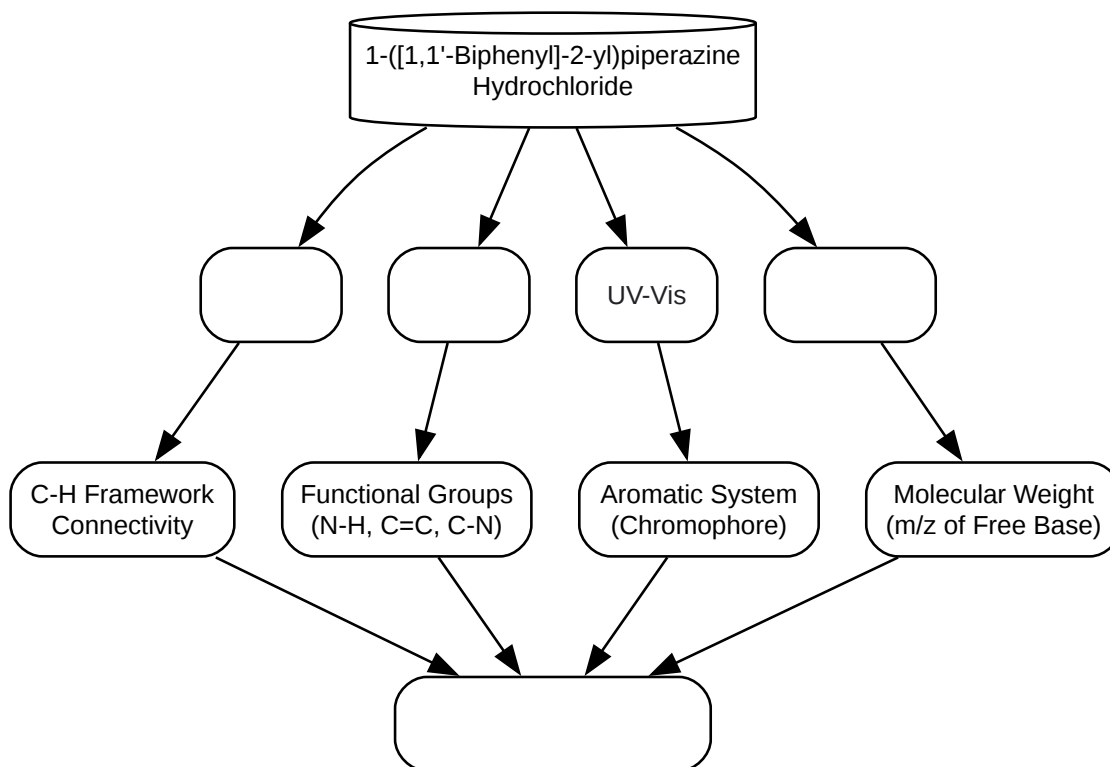 1-([1,1'-Biphenyl]-2-yl)piperazine
Hydrochloride
UV-Vis
C-H Framework
Connectivity
Functional Groups
(N-H, C=C, C-N)
Aromatic System
(Chromophore)
Molecular Weight
(m/z of Free Base)